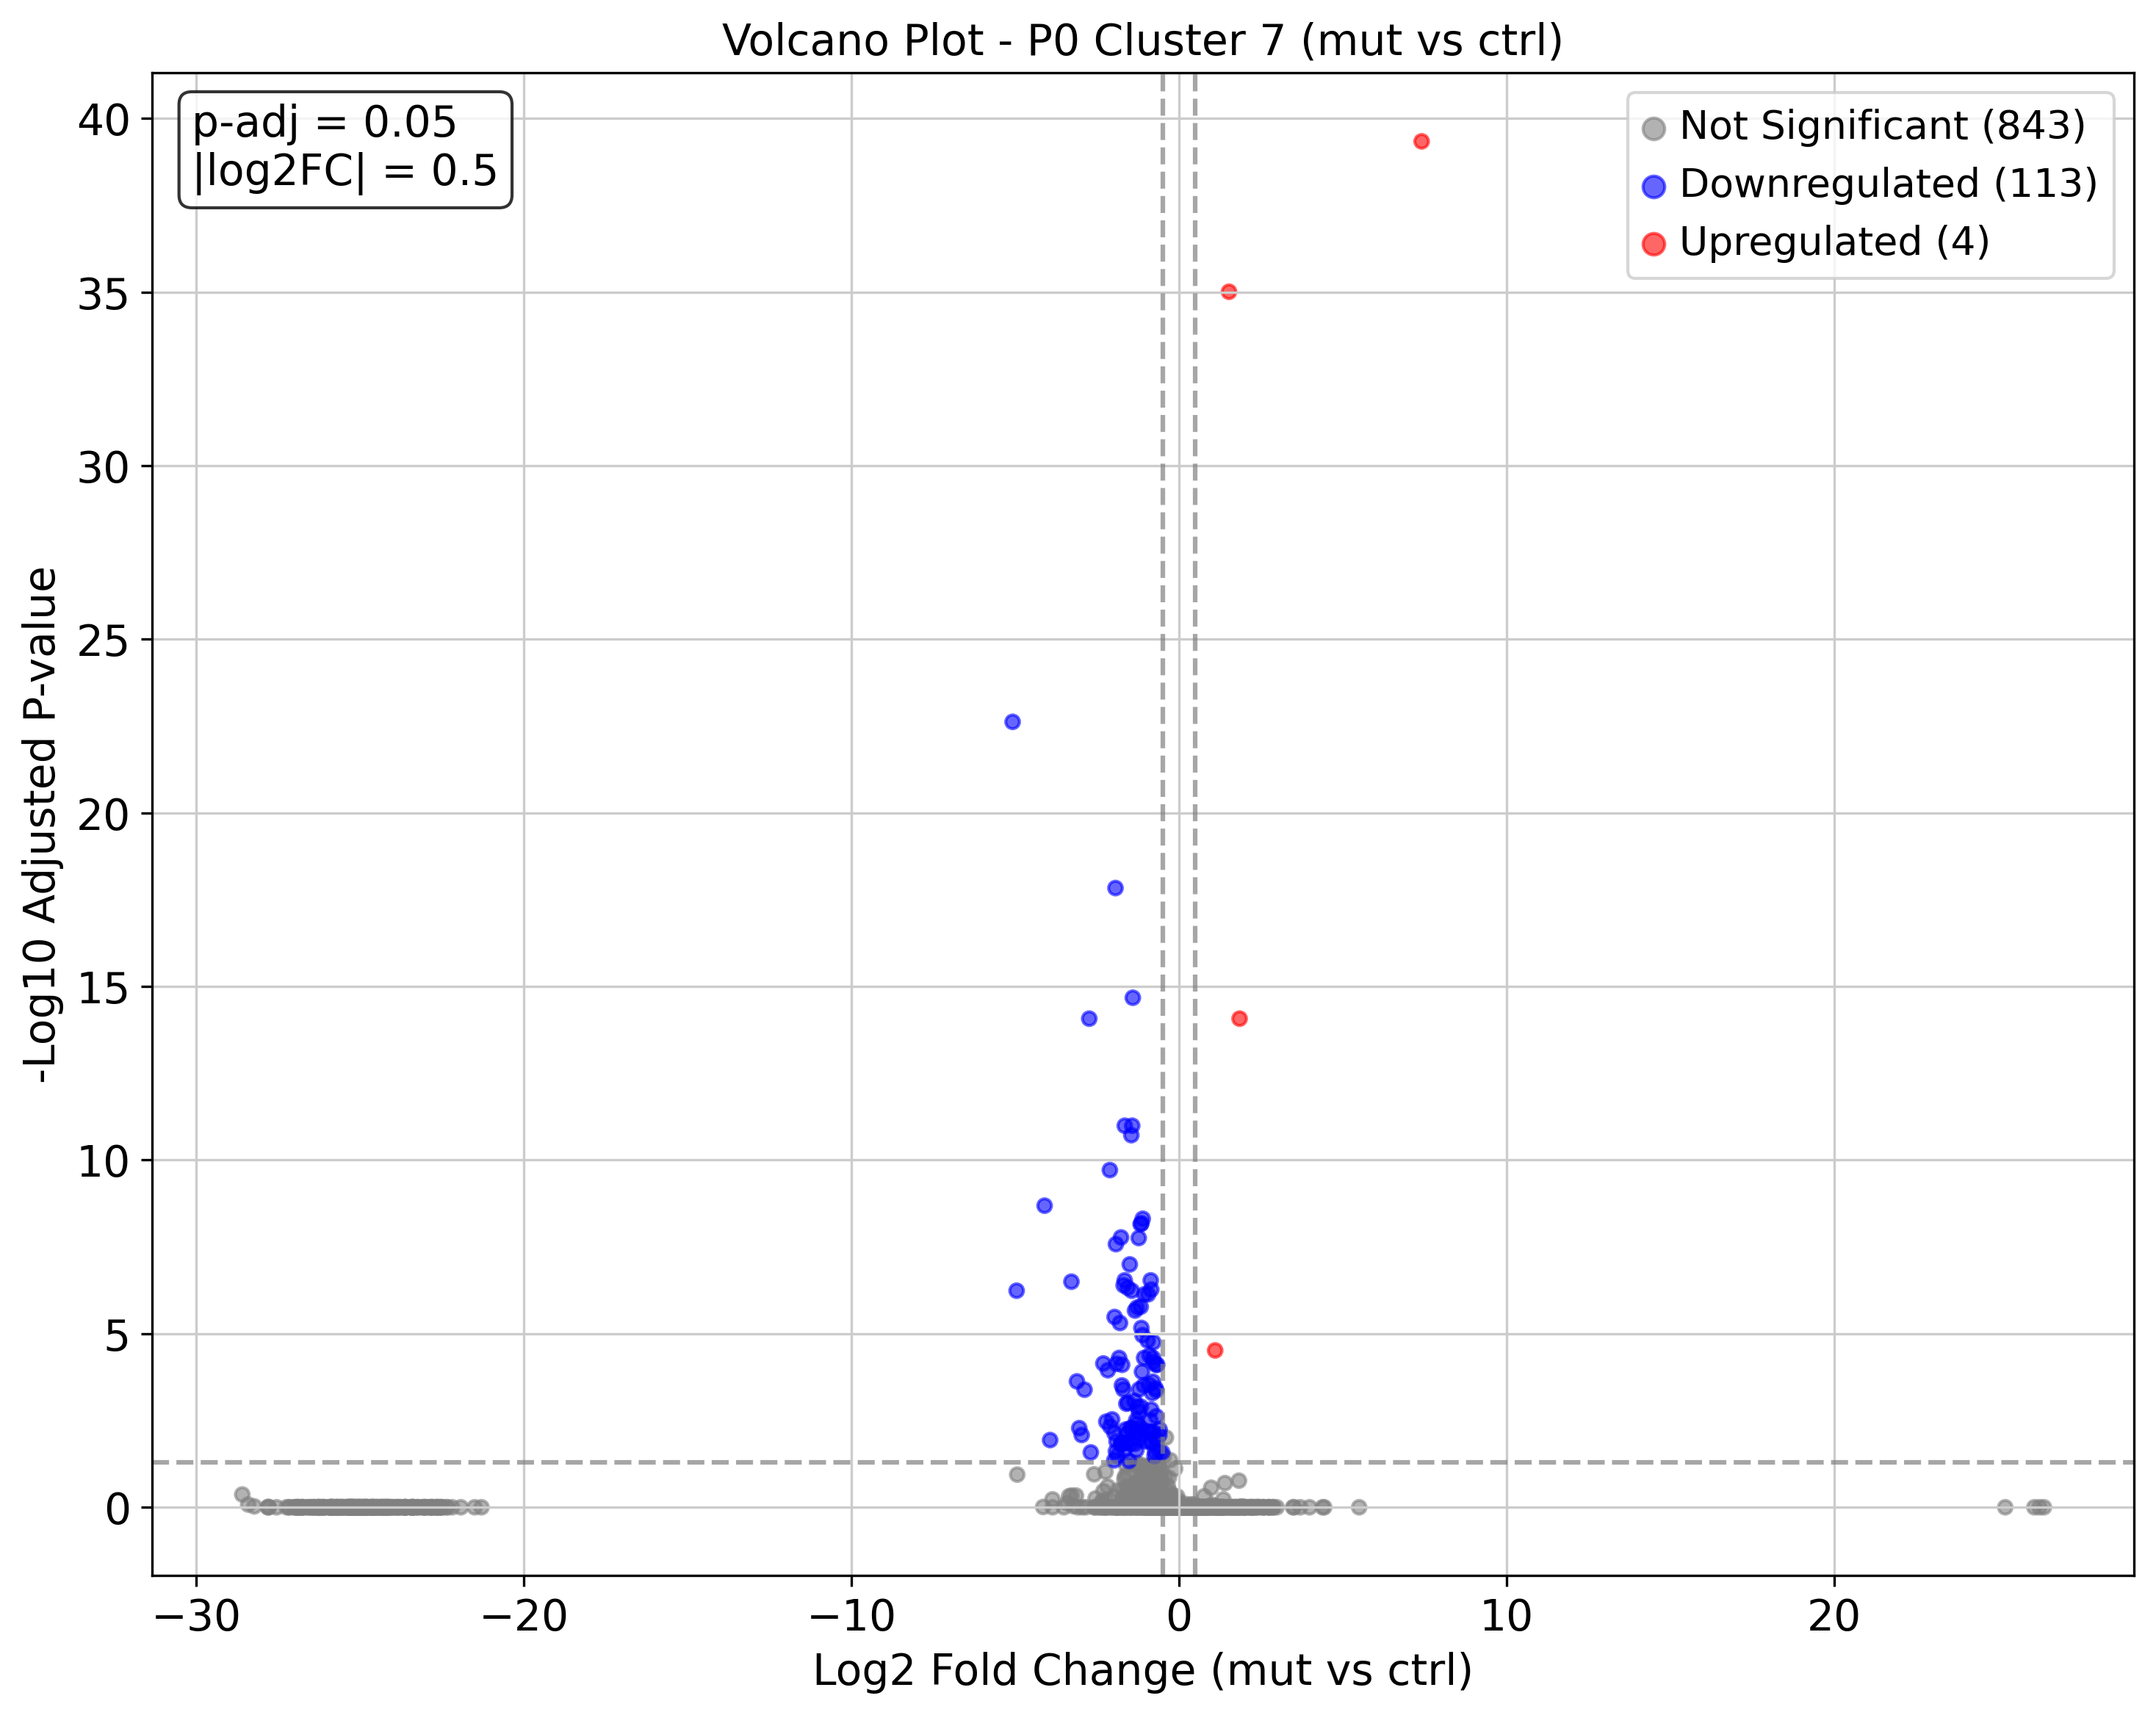 Volcano Plot - P0 Cluster 7 (mut vs ctrl)
p-adj = 0.05
|log2FC| = 0.5
Not Significant (843)
Downregulated (113)
Upregulated (4)
-Log10 Adjusted P-value
40
35
30
25
20
15
10
5
0
−30
−20
−10
0
10
20
Log2 Fold Change (mut vs ctrl)